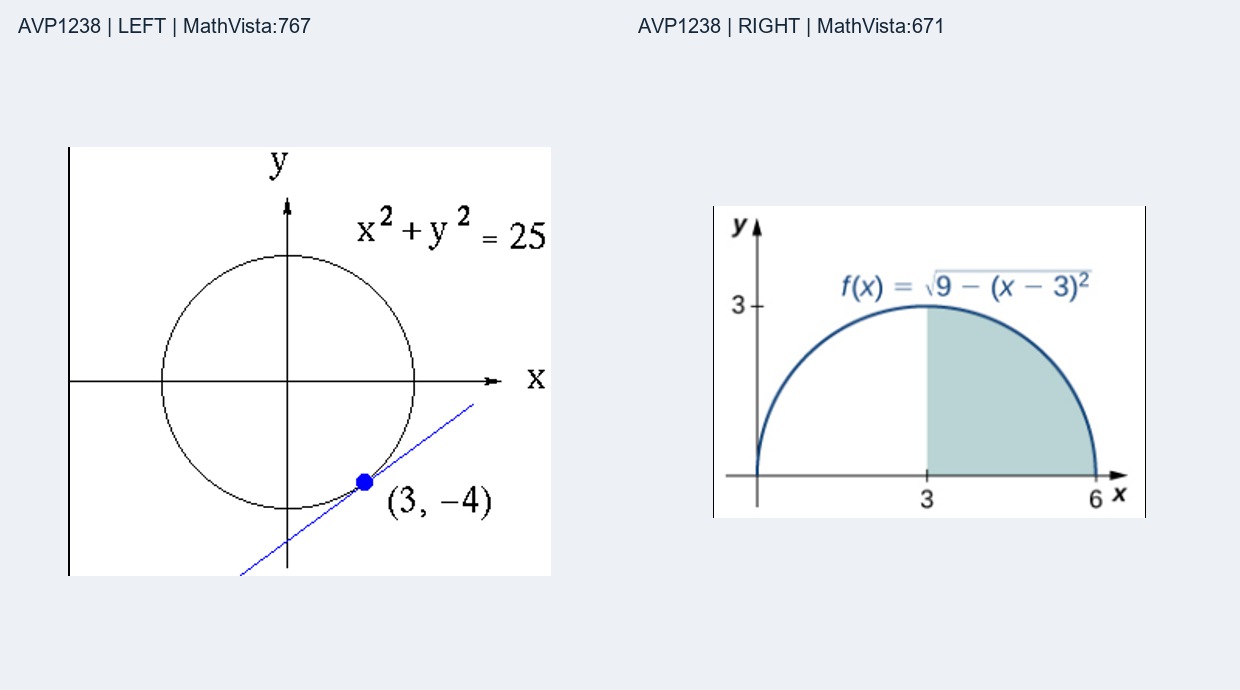 AVP1238 | LEFT | MathVista:767
y
x² + y² = 25
x
(3, −4)
AVP1238 | RIGHT | MathVista:671
y
f(x) = √9 − (x − 3)²
3
3
6 x